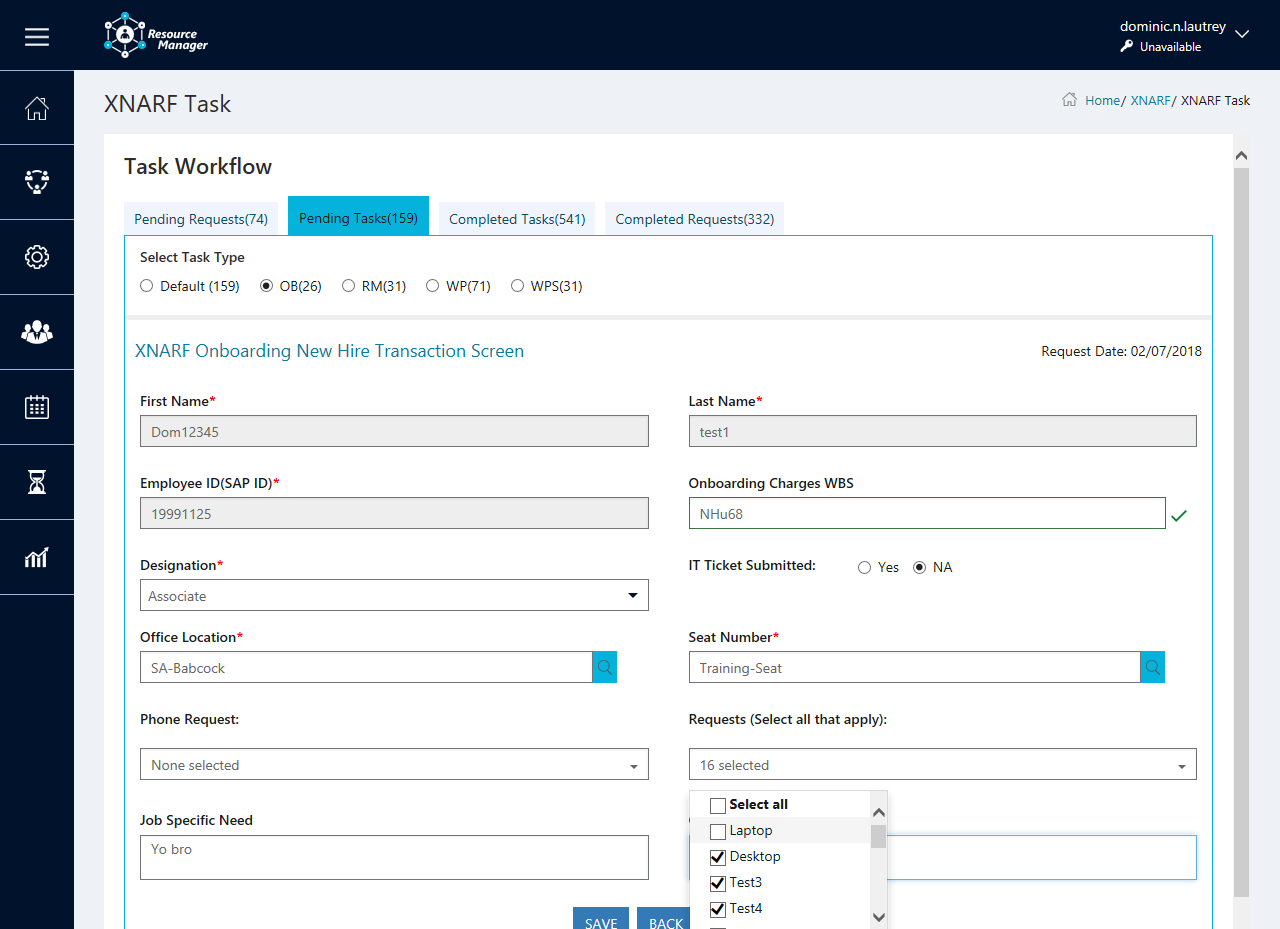 Resource
Manager
dominic.n.lautrey
Unavailable
XNARF Task
Home/ XNARF/ XNARF Task
Task Workflow
Pending Requests(74)
Pending Tasks(159)
Completed Tasks(541)
Completed Requests(332)
Select Task Type
Default (159)
OB(26)
RM(31)
WP(71)
WPS(31)
XNARF Onboarding New Hire Transaction Screen
Request Date: 02/07/2018
First Name*
Dom12345
Last Name*
test1
Employee ID(SAP ID)*
19991125
Onboarding Charges WBS
NHu68
Designation*
Associate
IT Ticket Submitted:
Yes
NA
Office Location*
SA-Babcock
Seat Number*
Training-Seat
Phone Request:
None selected
Requests (Select all that apply):
16 selected
Select all
Laptop
Desktop
Test3
Test4
Job Specific Need
Yo bro
SAVE
BACK